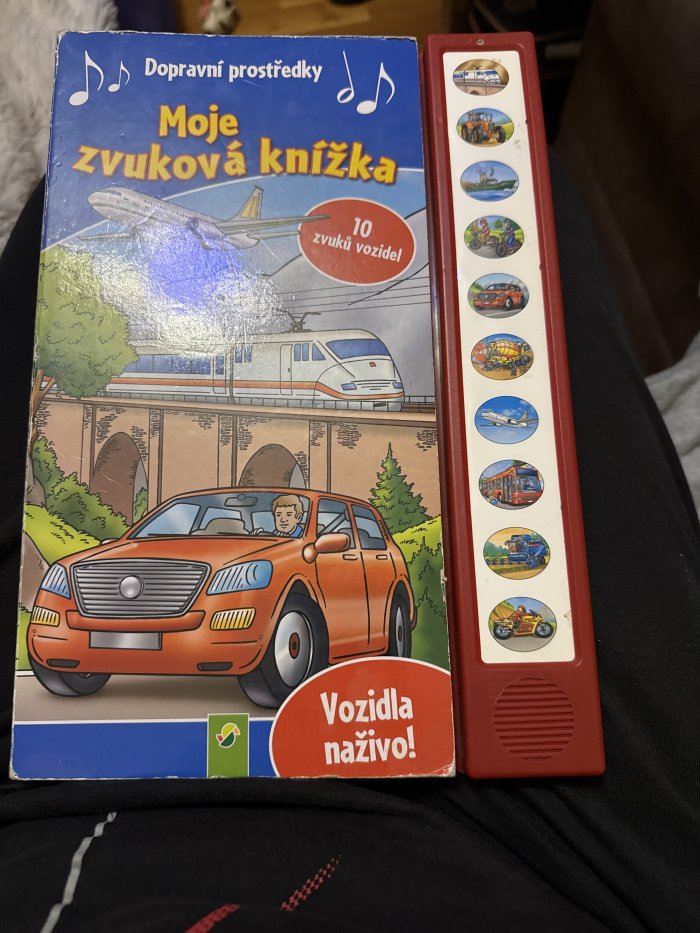 Dopravní prostředky
Moje
zvuková knížka
10
zvuků vozidel
Vozidla
naživo!